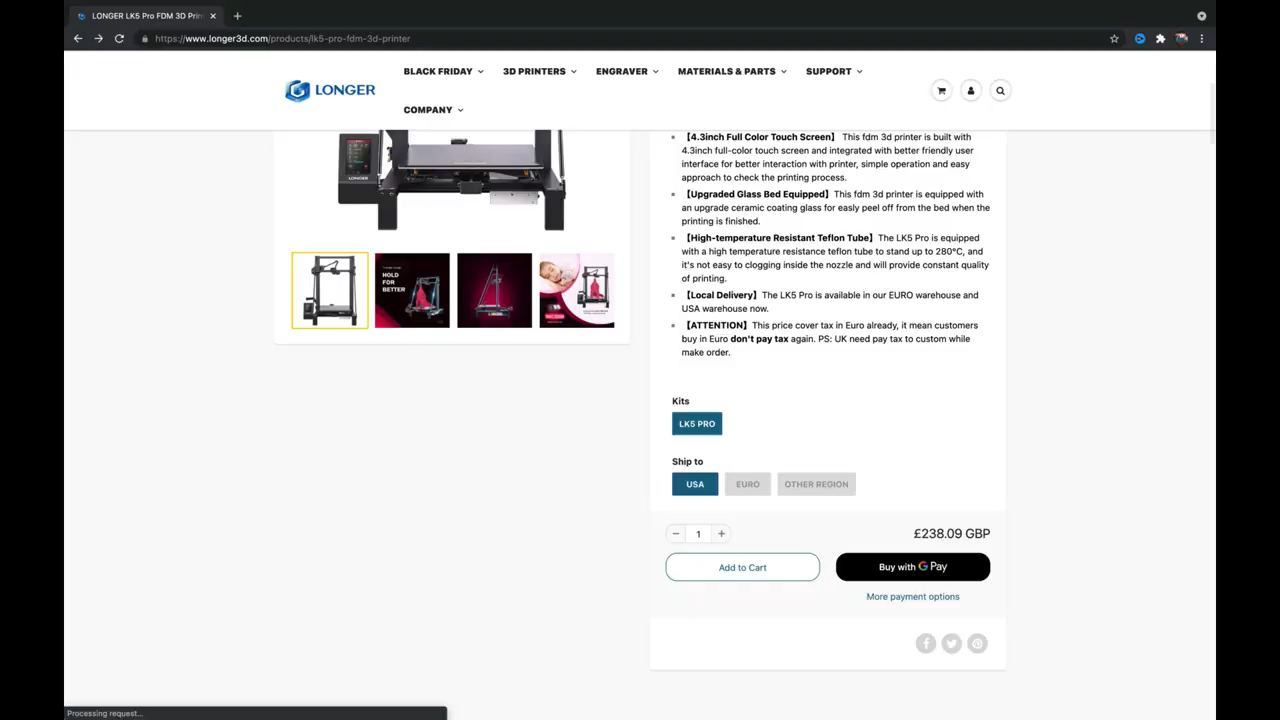 LONGER LK5 Pro FDM 3D Prin
https://www.longer3d.com/products/lk5-pro-fdm-3d-printer
LONGER
BLACK FRIDAY
3D PRINTERS
ENGRAVER
MATERIALS & PARTS
SUPPORT
COMPANY
LONGER
HOLD
FOR
BETTER
【4.3inch Full Color Touch Screen】 This fdm 3d printer is built with
4.3inch full-color touch screen and integrated with better friendly user
interface for better interaction with printer, simple operation and easy
approach to check the printing process.
【Upgraded Glass Bed Equipped】This fdm 3d printer is equipped with
an upgrade ceramic coating glass for easly peel off from the bed when the
printing is finished.
【High-temperature Resistant Teflon Tube】The LK5 Pro is equipped
with a high temperature resistance teflon tube to stand up to 280°C, and
it's not easy to clogging inside the nozzle and will provide constant quality
of printing.
【Local Delivery】The LK5 Pro is available in our EURO warehouse and
USA warehouse now.
【ATTENTION】This price cover tax in Euro already, it mean customers
buy in Euro don't pay tax again. PS: UK need pay tax to custom while
make order.
Kits
LK5 PRO
Ship to
USA
EURO
OTHER REGION
− 1 +
£238.09 GBP
Add to Cart
Buy with G Pay
More payment options
Processing request...